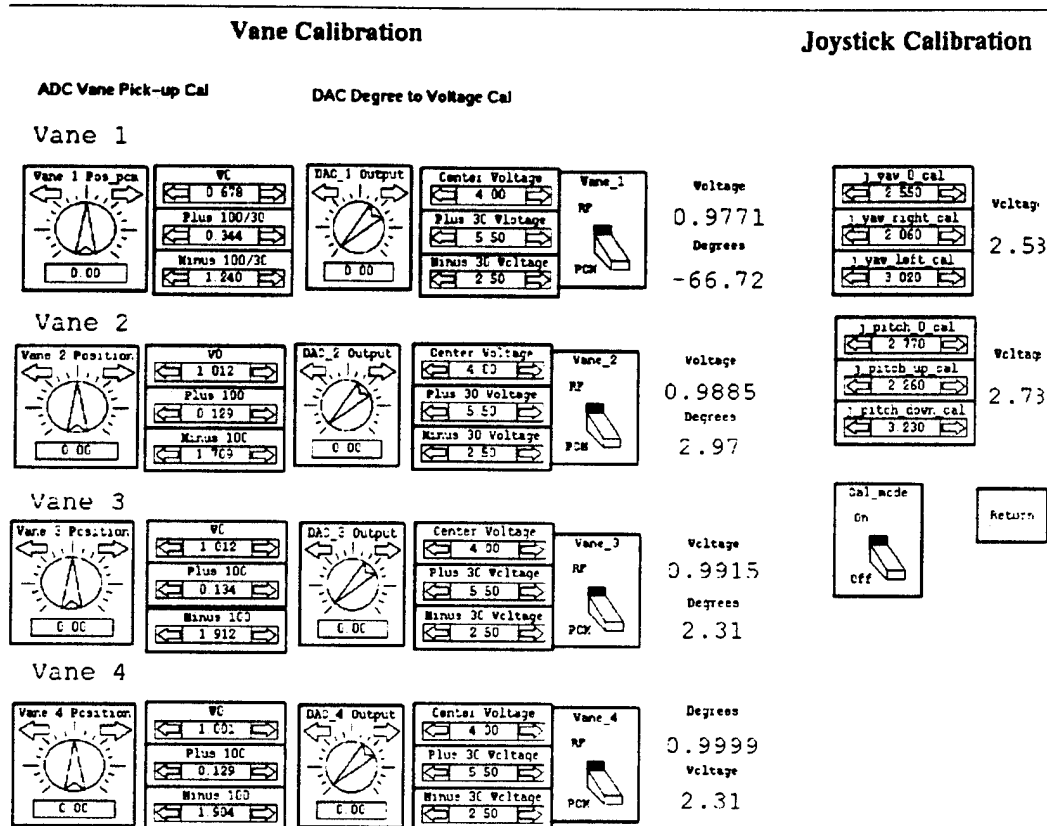 Vane Calibration
Joystick Calibration
ADC Vane Pick-up Cal
DAC Degree to Voltage Cal
Vane 1
Vane 1 Pos_pcm
0.00
VC
0.678
Plus 100/30
0.344
Minus 100/30
1.240
DAC_1 Output
0 00
Center Voltage
4 00
Plus 30
5 50
Minus 30 Voltage
2 50
Vane_1
RF
PCM
Voltage
0.9771
Degrees
-66.72
j_yaw_0_cal
2 550
j_yaw_right_cal
2 060
j_yaw_left_cal
3 020
Voltage
2.53
Vane 2
Vane 2 Position
0 00
V0
1 012
Plus 100
0 129
Minus 100
1 709
DAC_2 Output
0 00
Center Voltage
4 00
Plus 30 Voltage
5 50
Minus 30 Voltage
2 50
Vane_2
RF
PCM
Voltage
0.9885
Degrees
2.97
j_pitch_0_cal
2 770
j_pitch_up_cal
2 260
j_pitch_down_cal
3.230
Voltage
2.73
Vane 3
Vane 3 Position
0 00
VC
1 012
Plus 100
0.134
Minus 100
1 912
DAC_3 Output
0.00
Center Voltage
4 00
Plus 30 Voltage
5 50
Minus 30 Voltage
2 50
Vane_3
RF
PCM
Voltage
0.9915
Degrees
2.31
Cal_mode
On
Off
Return
Vane 4
Vane 4 Position
0 00
VC
1 001
Plus 100
0.129
Minus 100
1.904
DAC_4 Output
0.00
Center Voltage
4 00
Plus 30 Voltage
5 50
Minus 30 Voltage
2 50
Vane_4
RF
PCM
Degrees
0.9999
Voltage
2.31